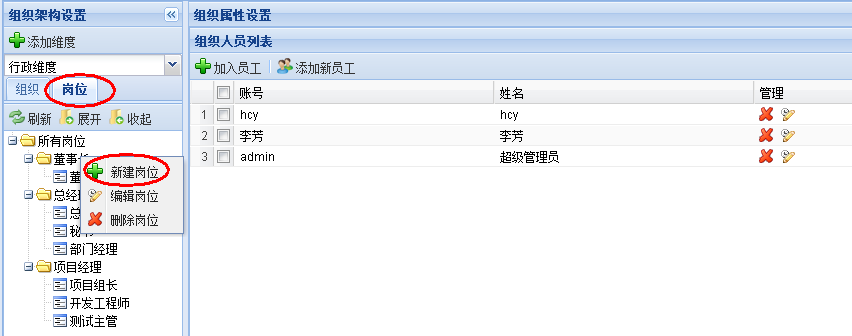 组织架构设置
添加维度
行政维度
组织 岗位
刷新 展开 收起
所有岗位
董事
董
总经
总
秘书
部门经理
项目经理
项目组长
开发工程师
测试主管
新建岗位
编辑岗位
删除岗位
组织属性设置
组织人员列表
加入员工 添加新员工
账号 姓名 管理
1 hcy hcy
2 李芳 李芳
3 admin 超级管理员